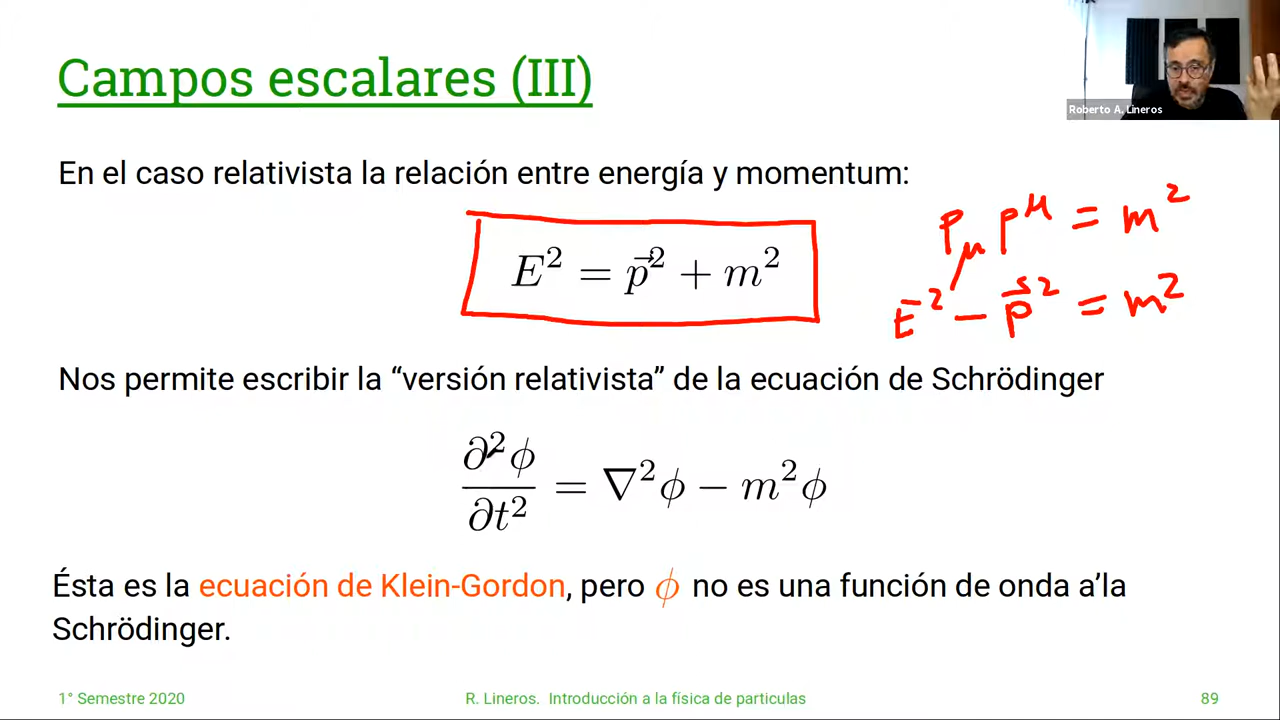 Campos escalares (III)
Roberto A. Lineros
En el caso relativista la relación entre energía y momentum:
E² = p⃗² + m²
p_μ p^μ = m²
E² − p⃗² = m²
Nos permite escribir la “versión relativista” de la ecuación de Schrödinger
∂²φ/∂t² = ∇²φ − m²φ
Ésta es la ecuación de Klein-Gordon, pero φ no es una función de onda a’la
Schrödinger.
1° Semestre 2020
R. Lineros. Introducción a la física de particulas
89